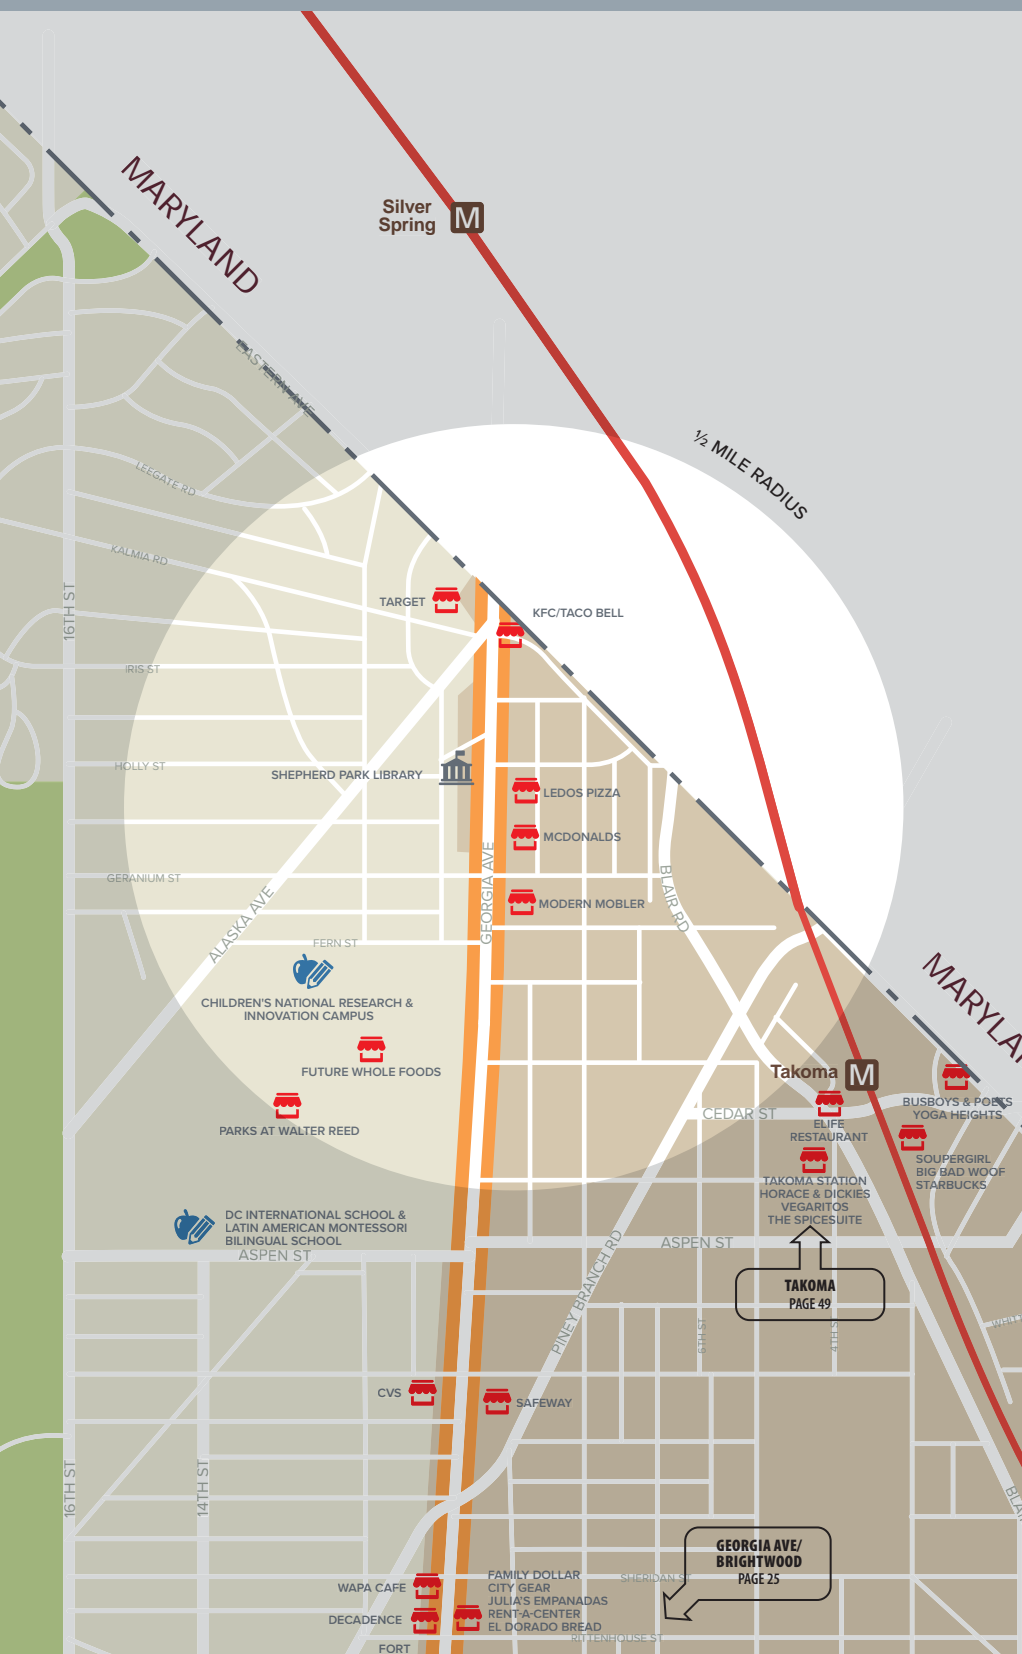 MARYLAND
Silver
Spring
M
EASTERN AVE
½ MILE RADIUS
LEEGATE RD
KALMIA RD
16TH ST
TARGET
KFC/TACO BELL
IRIS ST
HOLLY ST
SHEPHERD PARK LIBRARY
LEDOS PIZZA
MCDONALDS
GEORGIA AVE
GERANIUM ST
BLAIR RD
MODERN MOBLER
ALASKA AVE
FERN ST
CHILDREN'S NATIONAL RESEARCH &
INNOVATION CAMPUS
FUTURE WHOLE FOODS
Takoma
M
BUSBOYS & POETS
YOGA HEIGHTS
PARKS AT WALTER REED
CEDAR ST
ELIFE
RESTAURANT
SOUPERGIRL
BIG BAD WOOF
STARBUCKS
TAKOMA STATION
HORACE & DICKIES
VEGARITOS
THE SPICESUITE
DC INTERNATIONAL SCHOOL &
LATIN AMERICAN MONTESSORI
BILINGUAL SCHOOL
ASPEN ST
ASPEN ST
PINEY BRANCH RD
TAKOMA
PAGE 49
4TH ST
CVS
SAFEWAY
16TH ST
14TH ST
GEORGIA AVE/
BRIGHTWOOD
PAGE 25
WAPA CAFE
FAMILY DOLLAR
CITY GEAR
JULIA'S EMPANADAS
RENT-A-CENTER
EL DORADO BREAD
SHERIDAN ST
DECADENCE
RITTENHOUSE ST
FORT